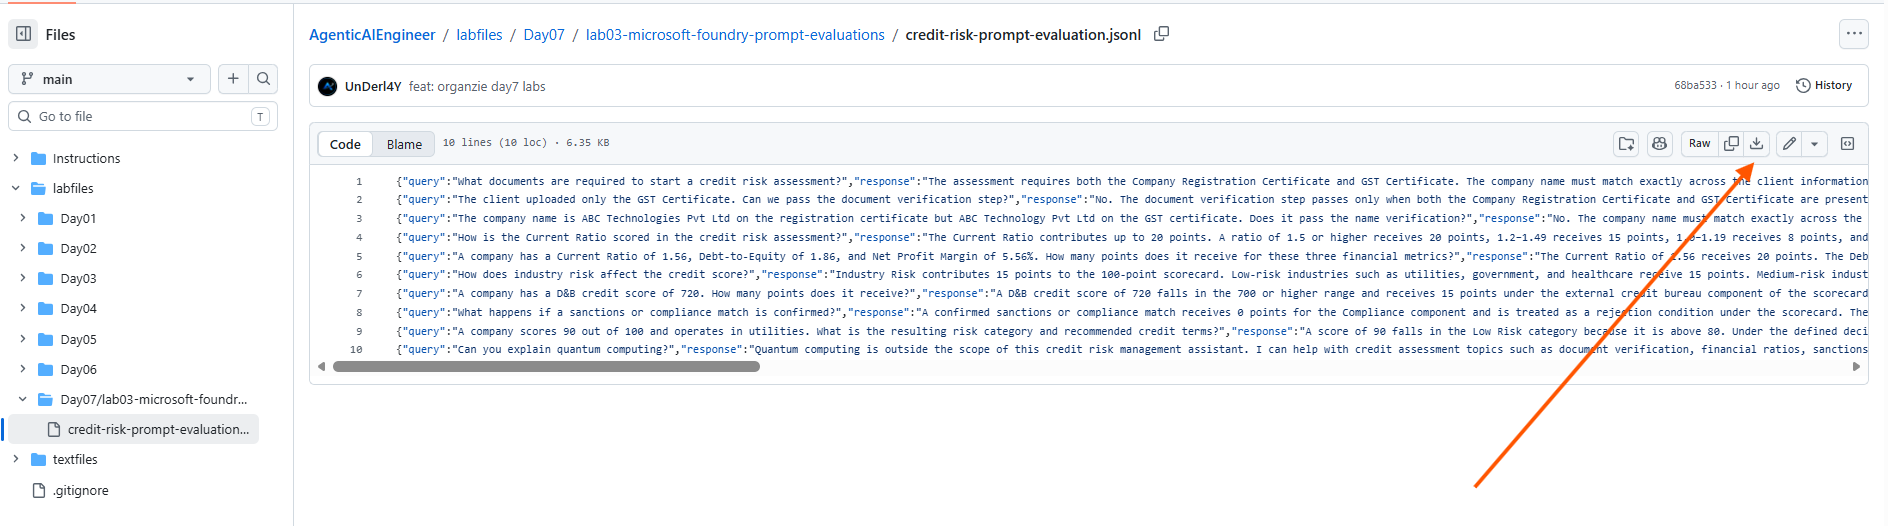 Files
main
Go to file
T
Instructions
labfiles
Day01
Day02
Day03
Day04
Day05
Day06
Day07/lab03-microsoft-foundr...
credit-risk-prompt-evaluation...
textfiles
.gitignore
AgenticAIEngineer / labfiles / Day07 / lab03-microsoft-foundry-prompt-evaluations / credit-risk-prompt-evaluation.jsonl
UnDerl4Y feat: organzie day7 labs
68ba533 · 1 hour ago History
Code Blame 10 lines (10 loc) · 6.35 KB Raw
1 {"query":"What documents are required to start a credit risk assessment?","response":"The assessment requires both the Company Registration Certificate and GST Certificate. The company name must match exactly across the client information
2 {"query":"The client uploaded only the GST Certificate. Can we pass the document verification step?","response":"No. The document verification step passes only when both the Company Registration Certificate and GST Certificate are present
3 {"query":"The company name is ABC Technologies Pvt Ltd on the registration certificate but ABC Technology Pvt Ltd on the GST certificate. Does it pass the name verification?","response":"No. The company name must match exactly across the
4 {"query":"How is the Current Ratio scored in the credit risk assessment?","response":"The Current Ratio contributes up to 20 points. A ratio of 1.5 or higher receives 20 points, 1.2–1.49 receives 15 points, 1.0–1.19 receives 8 points, and
5 {"query":"A company has a Current Ratio of 1.56, Debt-to-Equity of 1.86, and Net Profit Margin of 5.56%. How many points does it receive for these three financial metrics?","response":"The Current Ratio of 1.56 receives 20 points. The Deb
6 {"query":"How does industry risk affect the credit score?","response":"Industry Risk contributes 15 points to the 100-point scorecard. Low-risk industries such as utilities, government, and healthcare receive 15 points. Medium-risk indust
7 {"query":"A company has a D&B credit score of 720. How many points does it receive?","response":"A D&B credit score of 720 falls in the 700 or higher range and receives 15 points under the external credit bureau component of the scorecard
8 {"query":"What happens if a sanctions or compliance match is confirmed?","response":"A confirmed sanctions or compliance match receives 0 points for the Compliance component and is treated as a rejection condition under the scorecard. The
9 {"query":"A company scores 90 out of 100 and operates in utilities. What is the resulting risk category and recommended credit terms?","response":"A score of 90 falls in the Low Risk category because it is above 80. Under the defined deci
10 {"query":"Can you explain quantum computing?","response":"Quantum computing is outside the scope of this credit risk management assistant. I can help with credit assessment topics such as document verification, financial ratios, sanctions